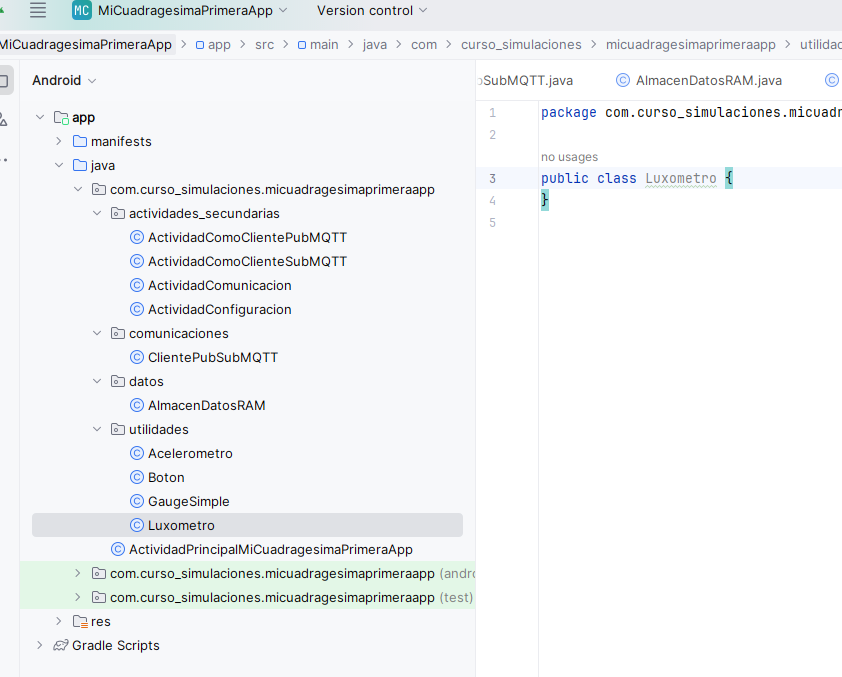 MC MiCuadragesimaPrimeraApp Version control
MiCuadragesimaPrimeraApp > app > src > main > java > com > curso_simulaciones > micuadragesimaprimeraapp > utilidad
Android
SubMQTT.java AlmacenDatosRAM.java
app
manifests
java
com.curso_simulaciones.micuadragesimaprimeraapp
actividades_secundarias
C ActividadComoClientePubMQTT
C ActividadComoClienteSubMQTT
C ActividadComunicacion
C ActividadConfiguracion
comunicaciones
C ClientePubSubMQTT
datos
C AlmacenDatosRAM
utilidades
C Acelerometro
C Boton
C GaugeSimple
C Luxometro
C ActividadPrincipalMiCuadragesimaPrimeraApp
com.curso_simulaciones.micuadragesimaprimeraapp (andro
com.curso_simulaciones.micuadragesimaprimeraapp (test)
res
Gradle Scripts
1 package com.curso_simulaciones.micuadr
2
no usages
3 public class Luxometro {
4 }
5